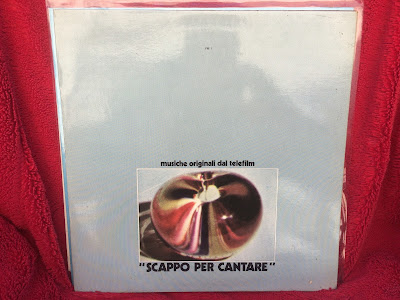 musiche originali dal telefilm
"SCAPPO PER CANTARE"